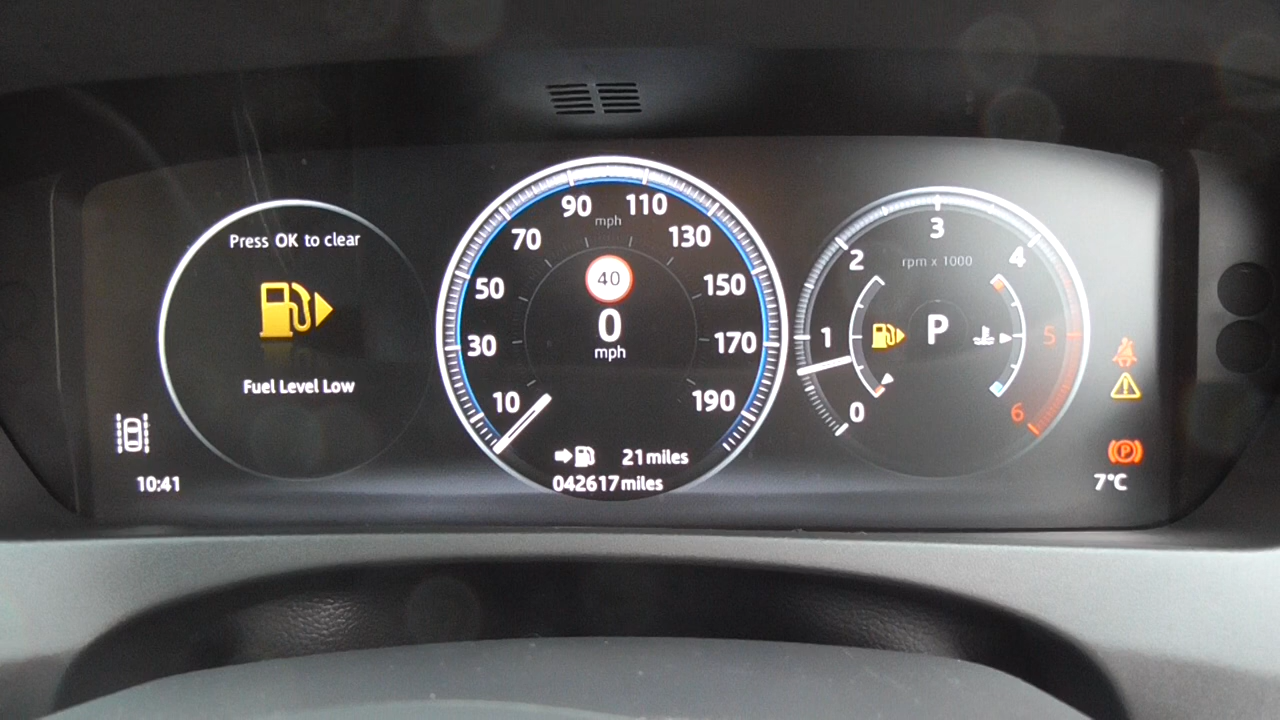 Press OK to clear
Fuel Level Low
10:41
10
30
50
70
90
110
130
150
170
190
mph
40
0
mph
21 miles
042617 miles
0
1
2
3
4
5
6
rpm x 1000
P
P
7°C